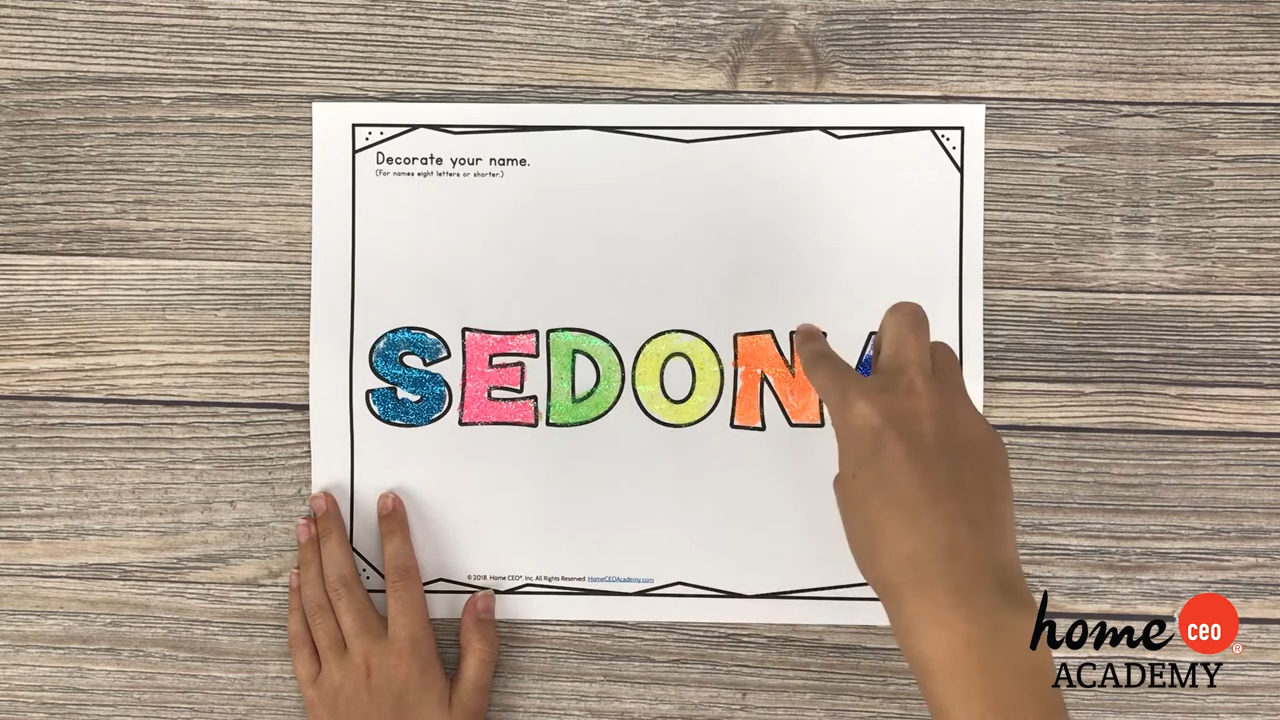 Decorate your name.
(For names eight letters or shorter.)
SEDON
© 2018. Home CEO®, Inc. All Rights Reserved. HomeCEOAcademy.com
home ceo®
ACADEMY